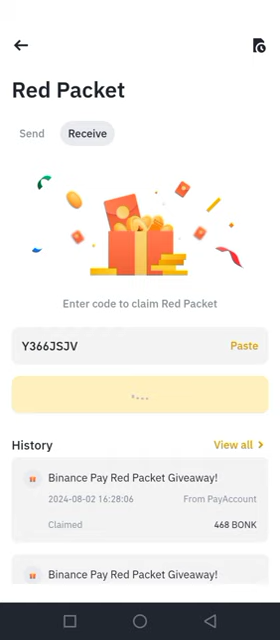 Red Packet
Send
Receive
Enter code to claim Red Packet
Y366JSJV
Paste
History
View all
Binance Pay Red Packet Giveaway!
2024-08-02 16:28:06
From PayAccount
Claimed
468 BONK
Binance Pay Red Packet Giveaway!